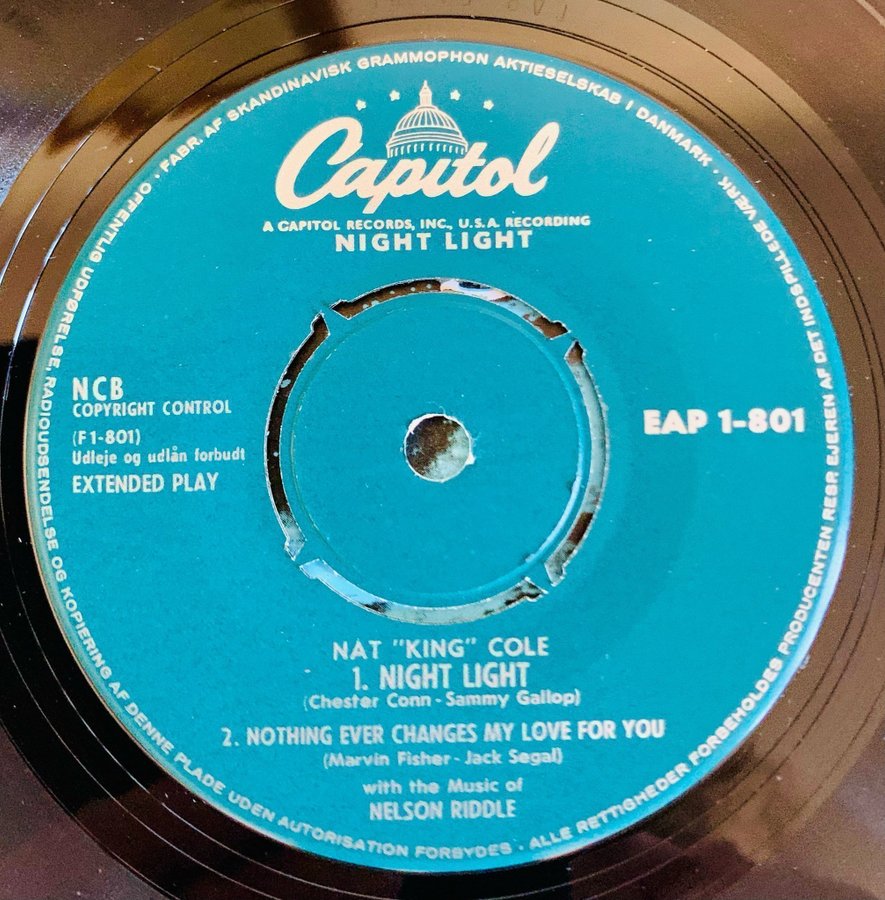 Capitol
A CAPITOL RECORDS, INC., U.S.A. RECORDING
NIGHT LIGHT
NCB
COPYRIGHT CONTROL
(F1-801)
Udleje og udlån forbudt
EXTENDED PLAY
EAP 1-801
NAT "KING" COLE
1. NIGHT LIGHT
(Chester Conn - Sammy Gallop)
2. NOTHING EVER CHANGES MY LOVE FOR YOU
(Marvin Fisher - Jack Segal)
with the Music of
NELSON RIDDLE
FABR. AF SKANDINAVISK GRAMMOPHON AKTIESELSKAB I DANMARK · ALLE RETTIGHEDER FORBEHOLDES PRODUCENTEN RESP. EJEREN AF DET INDSPILLEDE VÆRK · OFFENTLIG UDFØRELSE, RADIOUDSENDELSE OG KOPIERING AF DENNE PLADE UDEN AUTORISATION FORBYDES ·